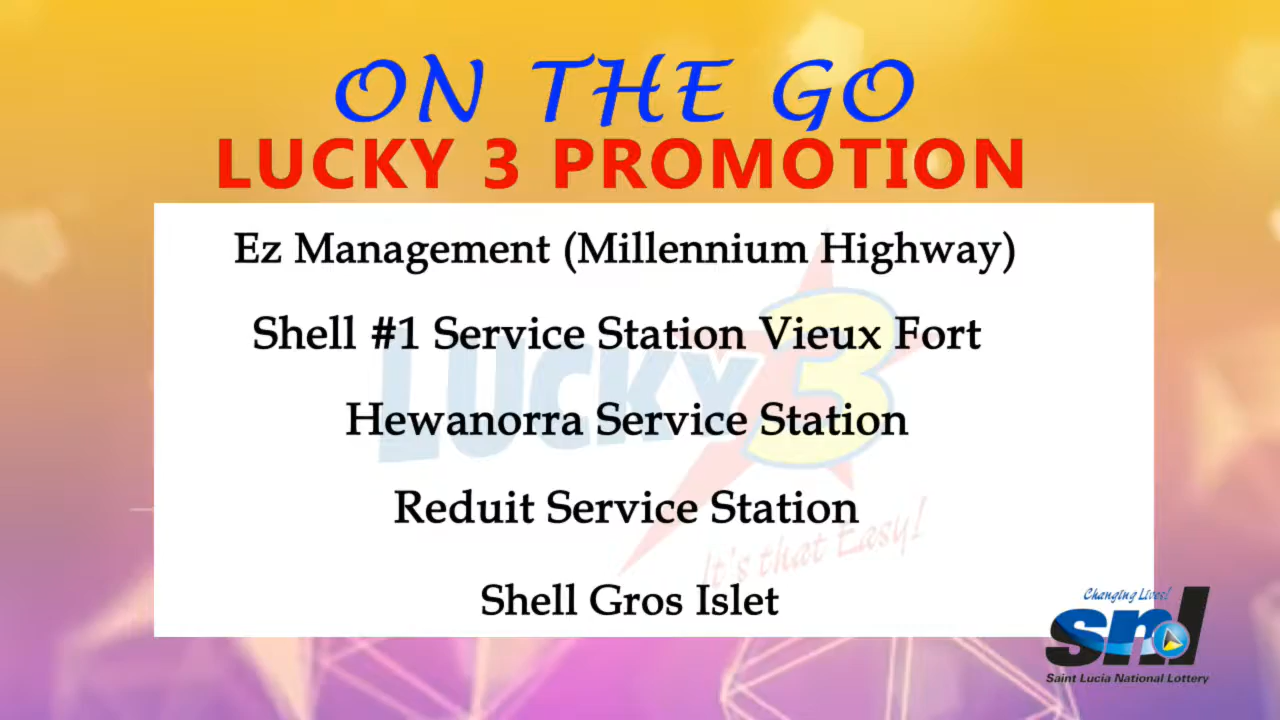 ON THE GO
LUCKY 3 PROMOTION
Ez Management (Millennium Highway)
Shell #1 Service Station Vieux Fort
Hewanorra Service Station
Reduit Service Station
Shell Gros Islet
LUCKY 3
It's that Easy!
Changing Lives!
snl
Saint Lucia National Lottery